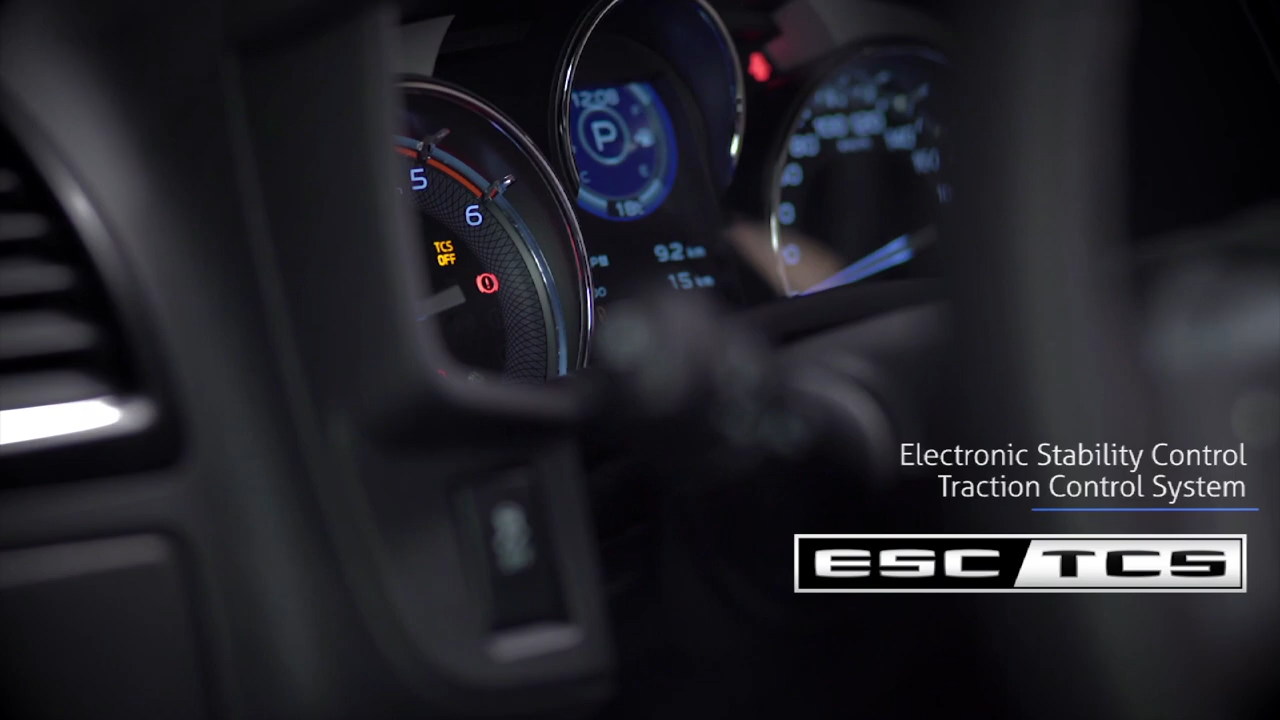 12:08
P
5
6
TCS
OFF
92 km
15 km
Electronic Stability Control
Traction Control System
ESC TCS